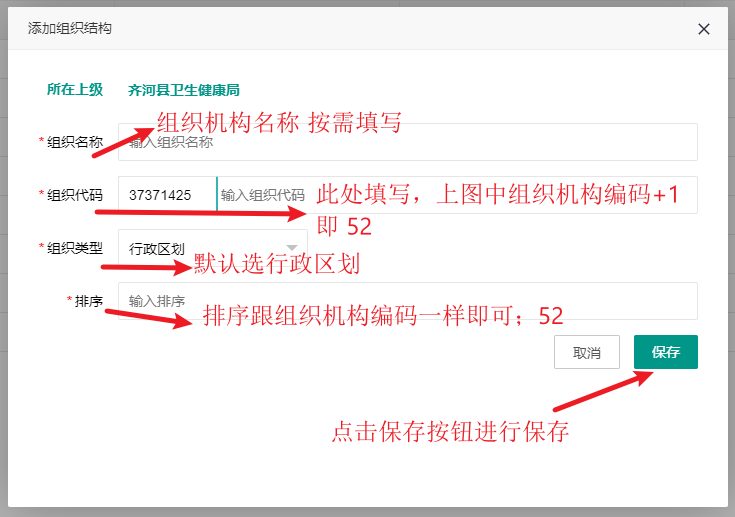 添加组织结构
所在上级 齐河县卫生健康局
组织机构名称 按需填写
*组织名称 输入组织名称
*组织代码 37371425 输入组织代码 此处填写，上图中组织机构编码+1
即 52
*组织类型 行政区划
默认选行政区划
*排序 输入排序
排序跟组织机构编码一样即可；52
取消 保存
点击保存按钮进行保存